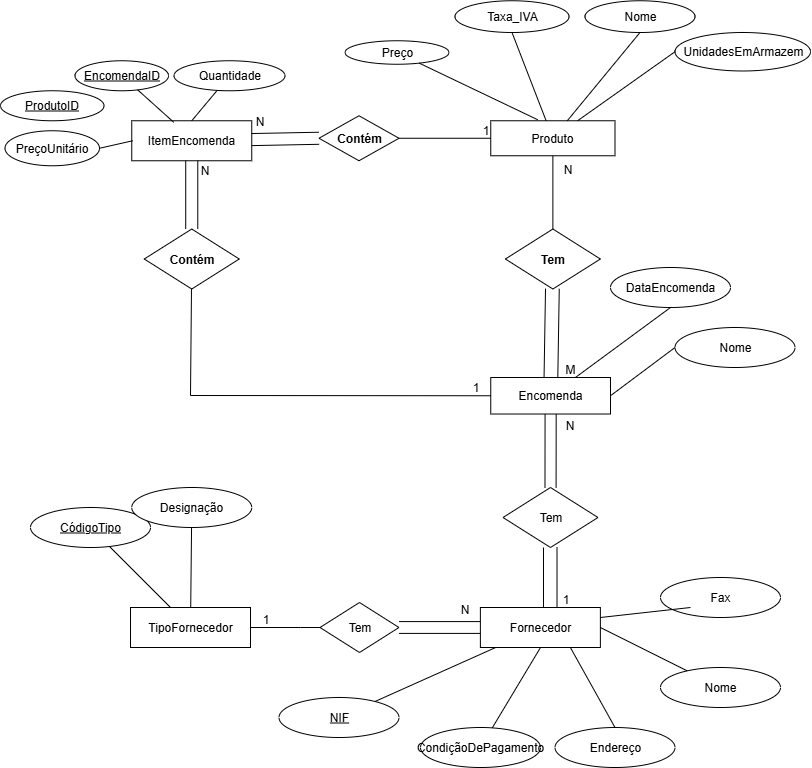 Taxa_IVA
Nome
Preço
UnidadesEmArmazem
EncomendaID
Quantidade
ProdutoID
PreçoUnitário
ItemEncomenda
N
Contém
1
Produto
N
N
Contém
Tem
DataEncomenda
Nome
M
1
Encomenda
N
Designação
CódigoTipo
Tem
1
N
1
TipoFornecedor
Tem
Fornecedor
Fax
Nome
NIF
CondiçãoDePagamento
Endereço